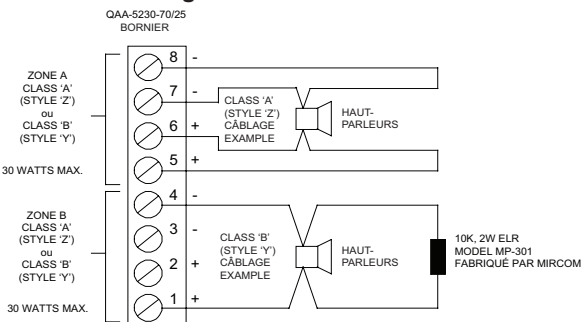 QAA-5230-70/25
BORNIER
ZONE A
CLASS 'A'
(STYLE 'Z')
ou
CLASS 'B'
(STYLE 'Y')
30 WATTS MAX.
8 -
7 -
6 +
5 +
CLASS 'A'
(STYLE 'Z')
CÂBLAGE
EXAMPLE
HAUT-
PARLEURS
ZONE B
CLASS 'A'
(STYLE 'Z')
ou
CLASS 'B'
(STYLE 'Y')
30 WATTS MAX.
4 -
3 -
2 +
1 +
CLASS 'B'
(STYLE 'Y')
CÂBLAGE
EXAMPLE
HAUT-
PARLEURS
10K, 2W ELR
MODEL MP-301
FABRIQUÉ PAR MIRCOM